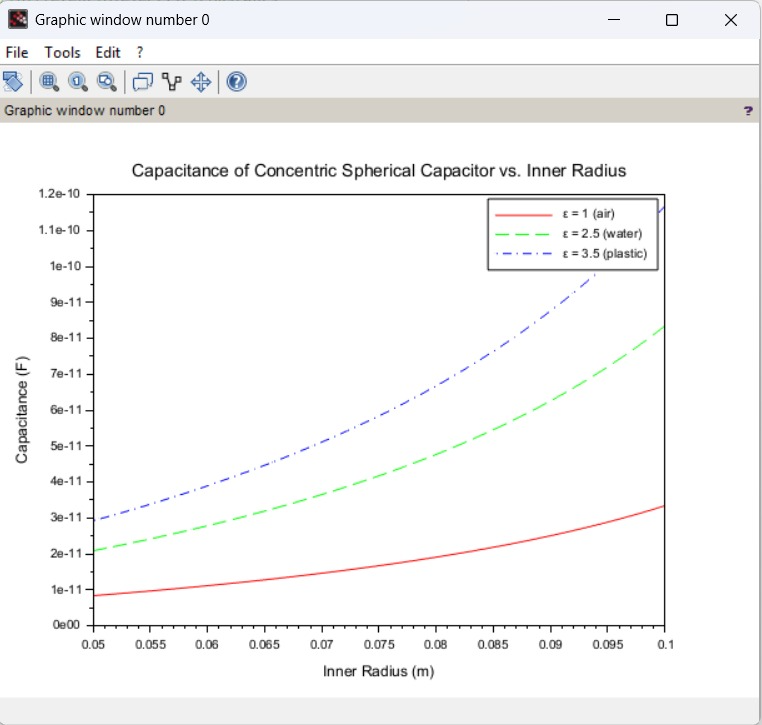 Graphic window number 0
File Tools Edit ?
Graphic window number 0 ?
Capacitance of Concentric Spherical Capacitor vs. Inner Radius
1.2e-10
1.1e-10
1e-10
9e-11
8e-11
7e-11
6e-11
5e-11
4e-11
3e-11
2e-11
1e-11
0e00
Capacitance (F)
ε = 1 (air)
ε = 2.5 (water)
ε = 3.5 (plastic)
0.05 0.055 0.06 0.065 0.07 0.075 0.08 0.085 0.09 0.095 0.1
Inner Radius (m)